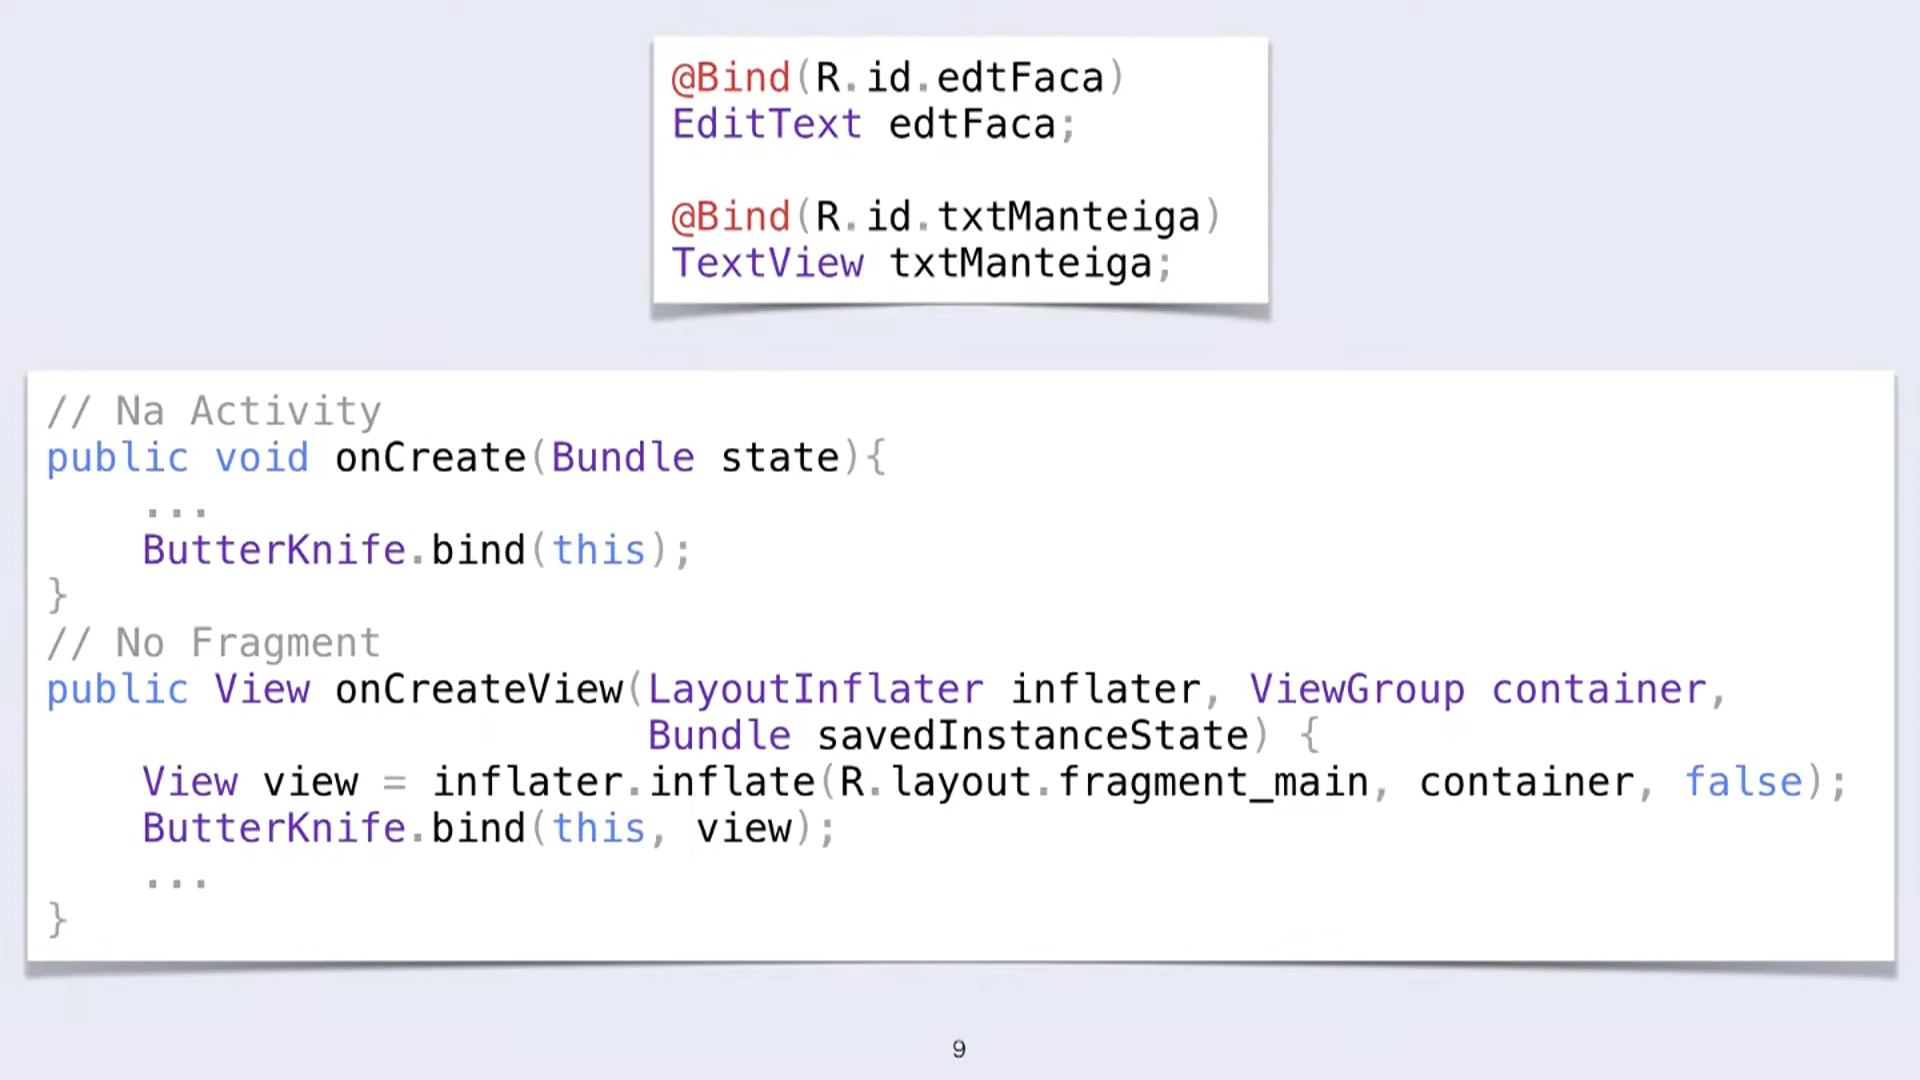 @Bind(R.id.edtFaca)
EditText edtFaca;
@Bind(R.id.txtManteiga)
TextView txtManteiga;
// Na Activity
public void onCreate(Bundle state){
...
ButterKnife.bind(this);
}
// No Fragment
public View onCreateView(LayoutInflater inflater, ViewGroup container,
Bundle savedInstanceState) {
View view = inflater.inflate(R.layout.fragment_main, container, false);
ButterKnife.bind(this, view);
...
}
9